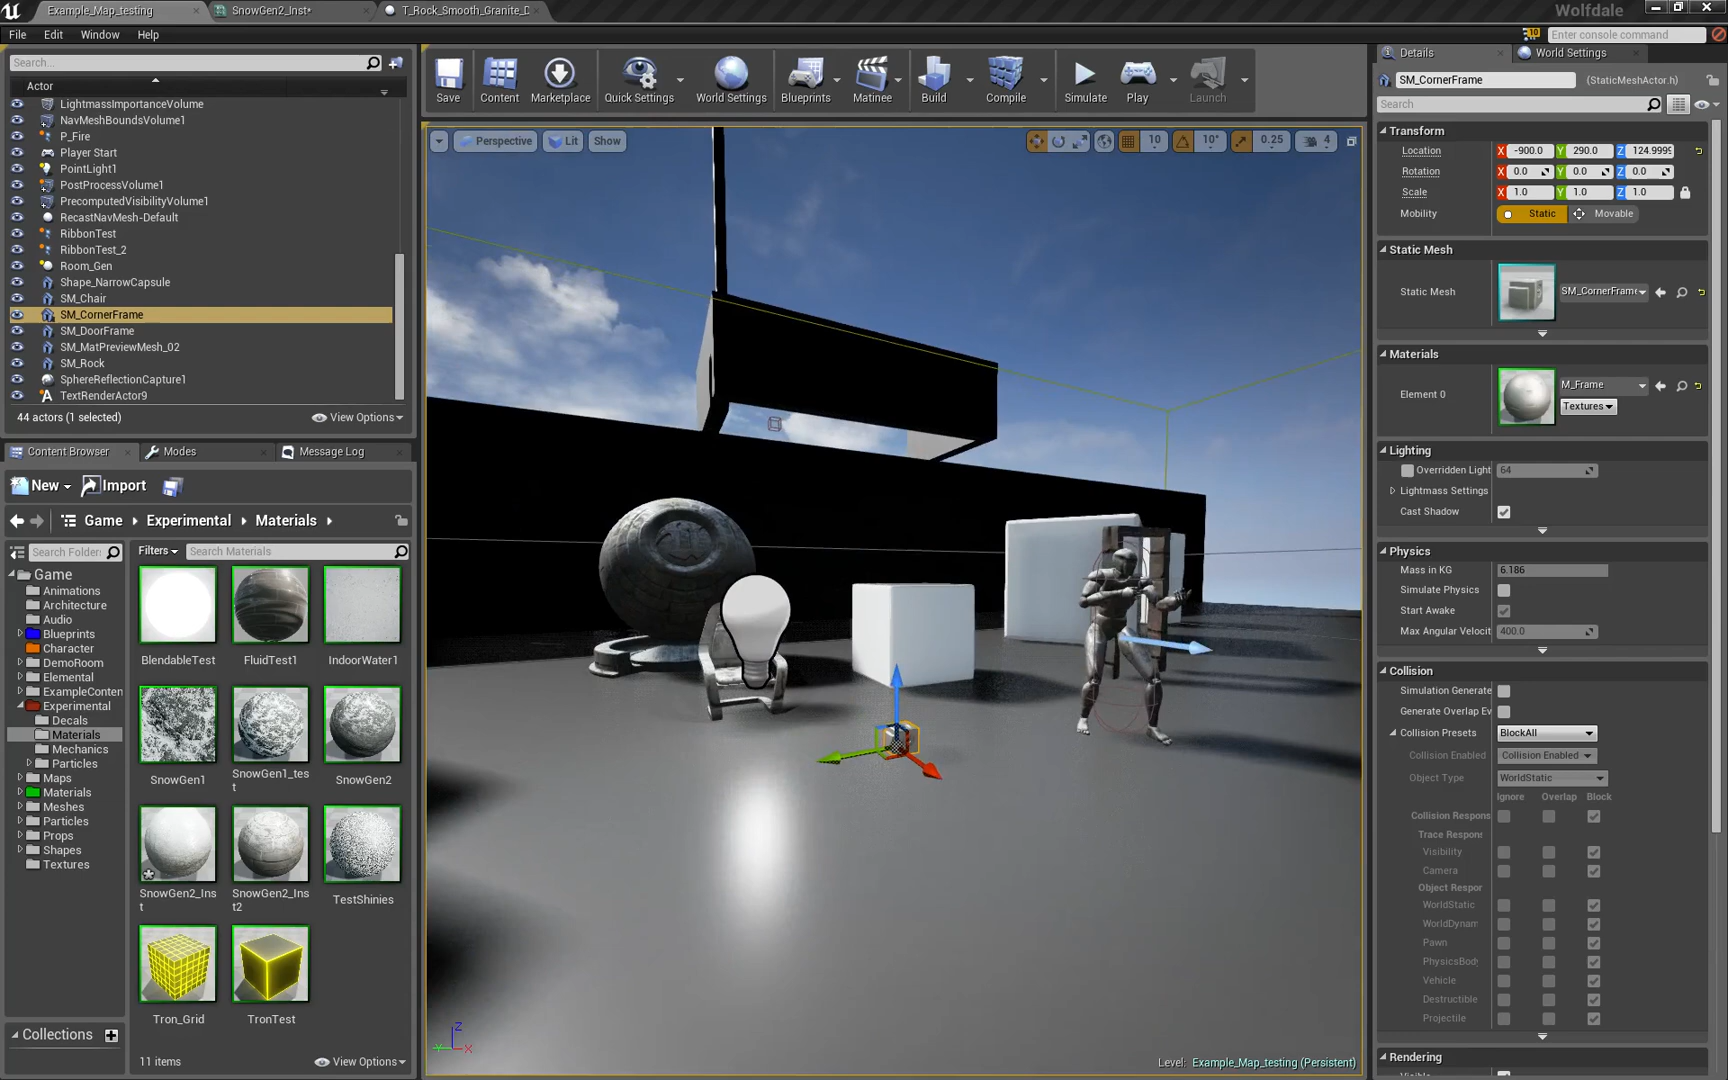 Example_Map_testing
SnowGen2_Inst*
T_Rock_Smooth_Granite_D
Wolfdale
File Edit Window Help
10
Enter console command
Search...
Actor
LightmassImportanceVolume
NavMeshBoundsVolume1
P_Fire
Player Start
PointLight1
PostProcessVolume1
PrecomputedVisibilityVolume1
RecastNavMesh-Default
RibbonTest
RibbonTest_2
Room_Gen
Shape_NarrowCapsule
SM_Chair
SM_CornerFrame
SM_DoorFrame
SM_MatPreviewMesh_02
SM_Rock
SphereReflectionCapture1
TextRenderActor9
44 actors (1 selected)
View Options
Content Browser
Modes
Message Log
New
Import
Game
Experimental
Materials
Search Folders
Filters
Search Materials
Game
Animations
Architecture
Audio
Blueprints
Character
DemoRoom
Elemental
ExampleConten
Experimental
Decals
Materials
Mechanics
Particles
Maps
Materials
Meshes
Particles
Props
Shapes
Textures
Collections
BlendableTest
FluidTest1
IndoorWater1
SnowGen1
SnowGen1_tes
t
SnowGen2
SnowGen2_Ins
t
SnowGen2_Ins
t2
TestShinies
Tron_Grid
TronTest
11 items
View Options
Save
Content
Marketplace
Quick Settings
World Settings
Blueprints
Matinee
Build
Compile
Simulate
Play
Launch
Perspective
Lit
Show
10
10°
0.25
4
Z
Y
X
Level: Example_Map_testing (Persistent)
Details
World Settings
SM_CornerFrame
(StaticMeshActor.h)
Search
Transform
Location X -900.0 Y 290.0 Z 124.9999
Rotation X 0.0 Y 0.0 Z 0.0
Scale X 1.0 Y 1.0 Z 1.0
Mobility Static Movable
Static Mesh
Static Mesh
SM_CornerFrame
Materials
Element 0
M_Frame
Textures
Lighting
Overridden Light 64
Lightmass Settings
Cast Shadow
Physics
Mass in KG 6.186
Simulate Physics
Start Awake
Max Angular Velocit 400.0
Collision
Simulation Generate
Generate Overlap Ev
Collision Presets BlockAll
Collision Enabled Collision Enabled
Object Type WorldStatic
Ignore Overlap Block
Collision Respons
Trace Respon
Visibility
Camera
Object Respor
WorldStatic
WorldDynam
Pawn
PhysicsBody
Vehicle
Destructible
Projectile
Rendering